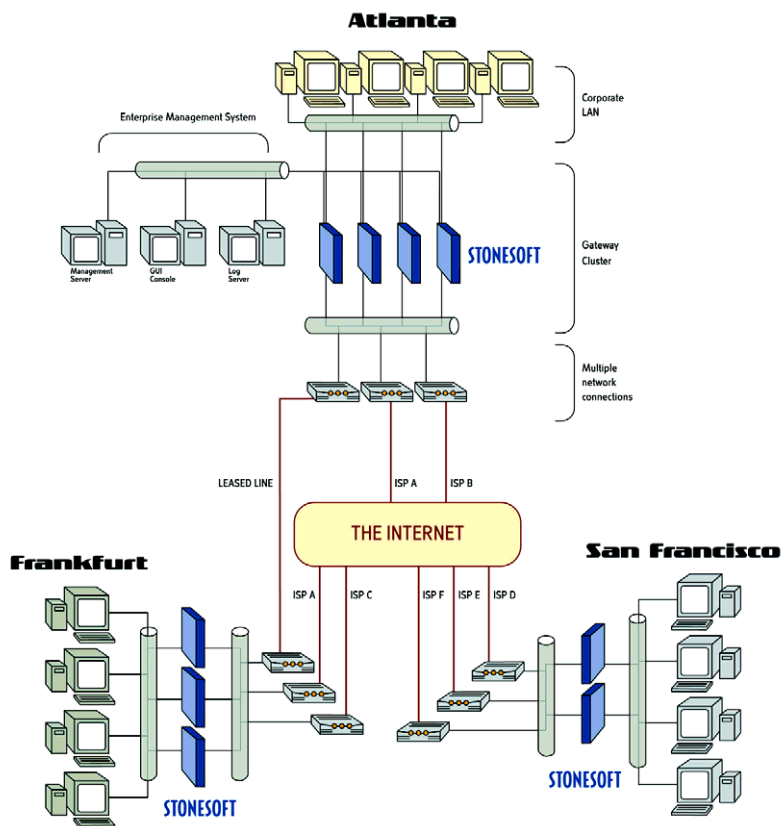 Atlanta
Corporate
LAN
Enterprise Management System
Management
Server
GUI
Console
Log
Server
STONESOFT
Gateway
Cluster
Multiple
network
connections
LEASED LINE
ISP A
ISP B
THE INTERNET
Frankfurt
San Francisco
ISP A
ISP C
ISP F
ISP E
ISP D
STONESOFT
STONESOFT